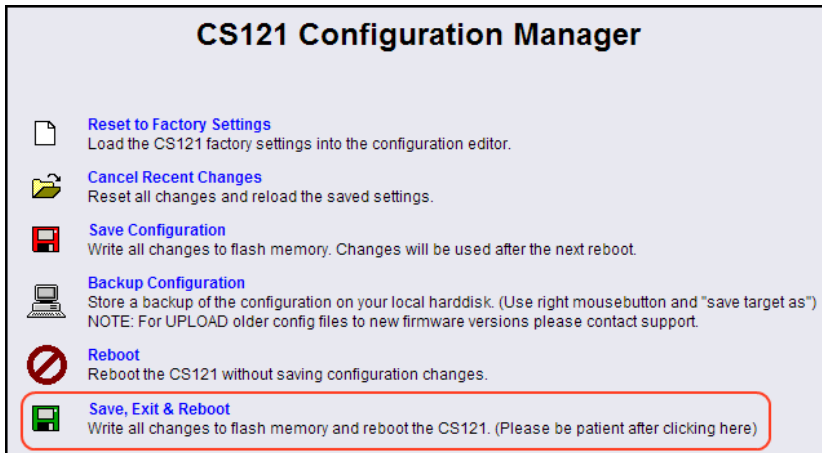 CS121 Configuration Manager
Reset to Factory Settings
Load the CS121 factory settings into the configuration editor.
Cancel Recent Changes
Reset all changes and reload the saved settings.
Save Configuration
Write all changes to flash memory. Changes will be used after the next reboot.
Backup Configuration
Store a backup of the configuration on your local harddisk. (Use right mousebutton and "save target as")
NOTE: For UPLOAD older config files to new firmware versions please contact support.
Reboot
Reboot the CS121 without saving configuration changes.
Save, Exit & Reboot
Write all changes to flash memory and reboot the CS121. (Please be patient after clicking here)